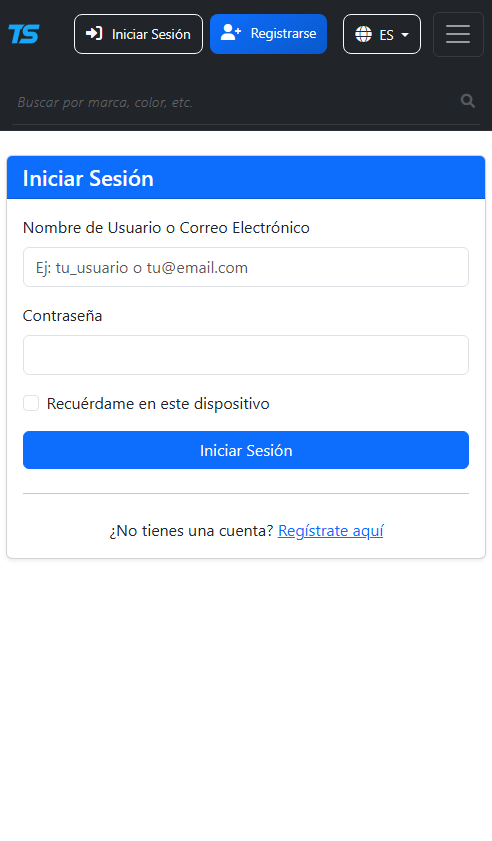 TS
Iniciar Sesión
Registrarse
ES
Buscar por marca, color, etc.
Iniciar Sesión
Nombre de Usuario o Correo Electrónico
Ej: tu_usuario o tu@email.com
Contraseña
Recuérdame en este dispositivo
Iniciar Sesión
¿No tienes una cuenta? Regístrate aquí